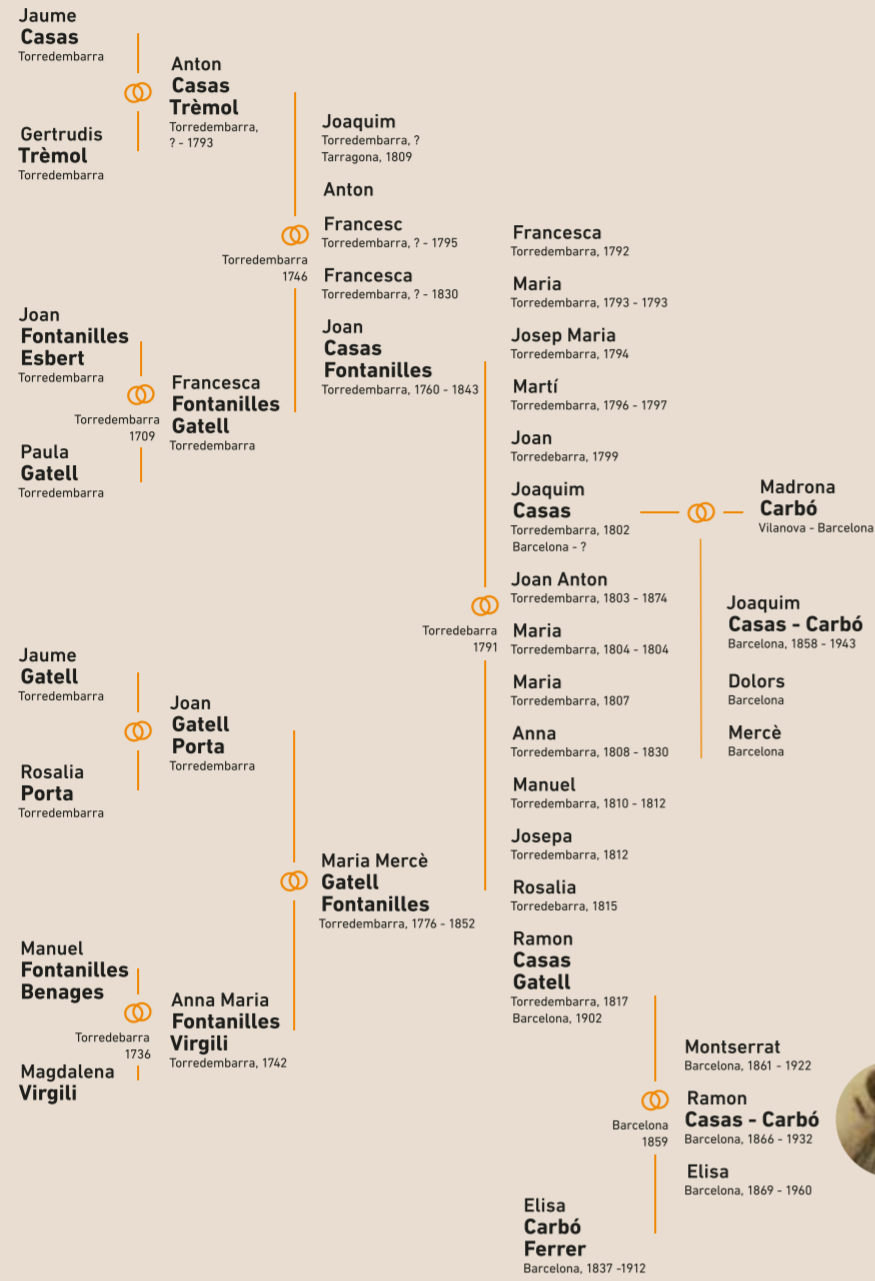 Jaume
Casas
Torredembarra
Gertrudis
Trèmol
Torredembarra
Anton
Casas
Trèmol
Torredembarra,
? - 1793
Joan
Fontanilles
Esbert
Torredembarra
Torredembarra
1709
Paula
Gatell
Torredembarra
Francesca
Fontanilles
Gatell
Torredembarra
Torredembarra
1746
Joaquim
Torredembarra, ?
Tarragona, 1809
Anton
Francesc
Torredembarra, ? - 1795
Francesca
Torredembarra, ? - 1830
Joan
Casas
Fontanilles
Torredembarra, 1760 - 1843
Jaume
Gatell
Torredembarra
Rosalia
Porta
Torredembarra
Joan
Gatell
Porta
Torredembarra
Manuel
Fontanilles
Benages
Torredebarra
1736
Magdalena
Virgili
Anna Maria
Fontanilles
Virgili
Torredembarra, 1742
Maria Mercè
Gatell
Fontanilles
Torredembarra, 1776 - 1852
Torredebarra
1791
Francesca
Torredembarra, 1792
Maria
Torredembarra, 1793 - 1793
Josep Maria
Torredembarra, 1794
Martí
Torredembarra, 1796 - 1797
Joan
Torredebarra, 1799
Joaquim
Casas
Torredembarra, 1802
Barcelona - ?
Joan Anton
Torredembarra, 1803 - 1874
Maria
Torredembarra, 1804 - 1804
Maria
Torredembarra, 1807
Anna
Torredembarra, 1808 - 1830
Manuel
Torredembarra, 1810 - 1812
Josepa
Torredembarra, 1812
Rosalia
Torredebarra, 1815
Ramon
Casas
Gatell
Torredembarra, 1817
Barcelona, 1902
Madrona
Carbó
Vilanova - Barcelona
Joaquim
Casas - Carbó
Barcelona, 1858 - 1943
Dolors
Barcelona
Mercè
Barcelona
Barcelona
1859
Elisa
Carbó
Ferrer
Barcelona, 1837 -1912
Montserrat
Barcelona, 1861 - 1922
Ramon
Casas - Carbó
Barcelona, 1866 - 1932
Elisa
Barcelona, 1869 - 1960